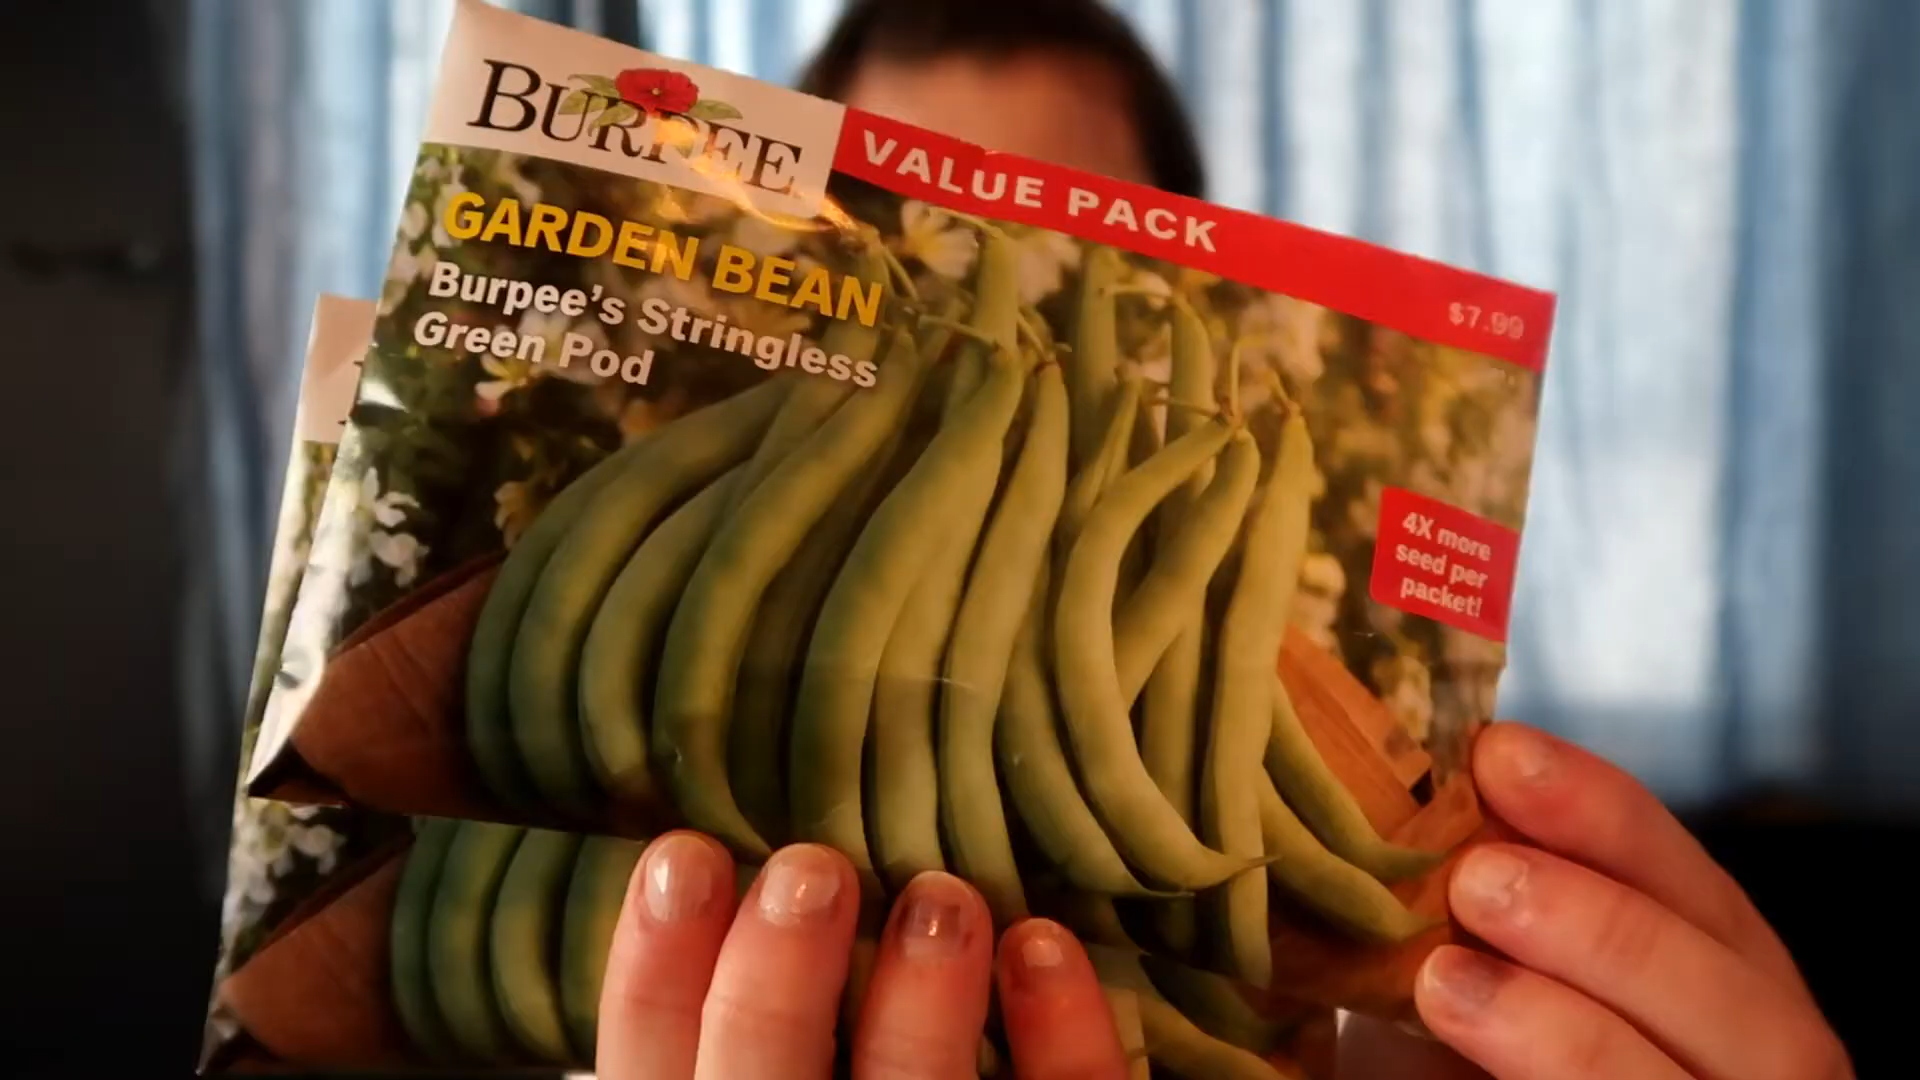 BURPEE
VALUE PACK
$7.99
GARDEN BEAN
Burpee's Stringless
Green Pod
4X more
seed per
packet!